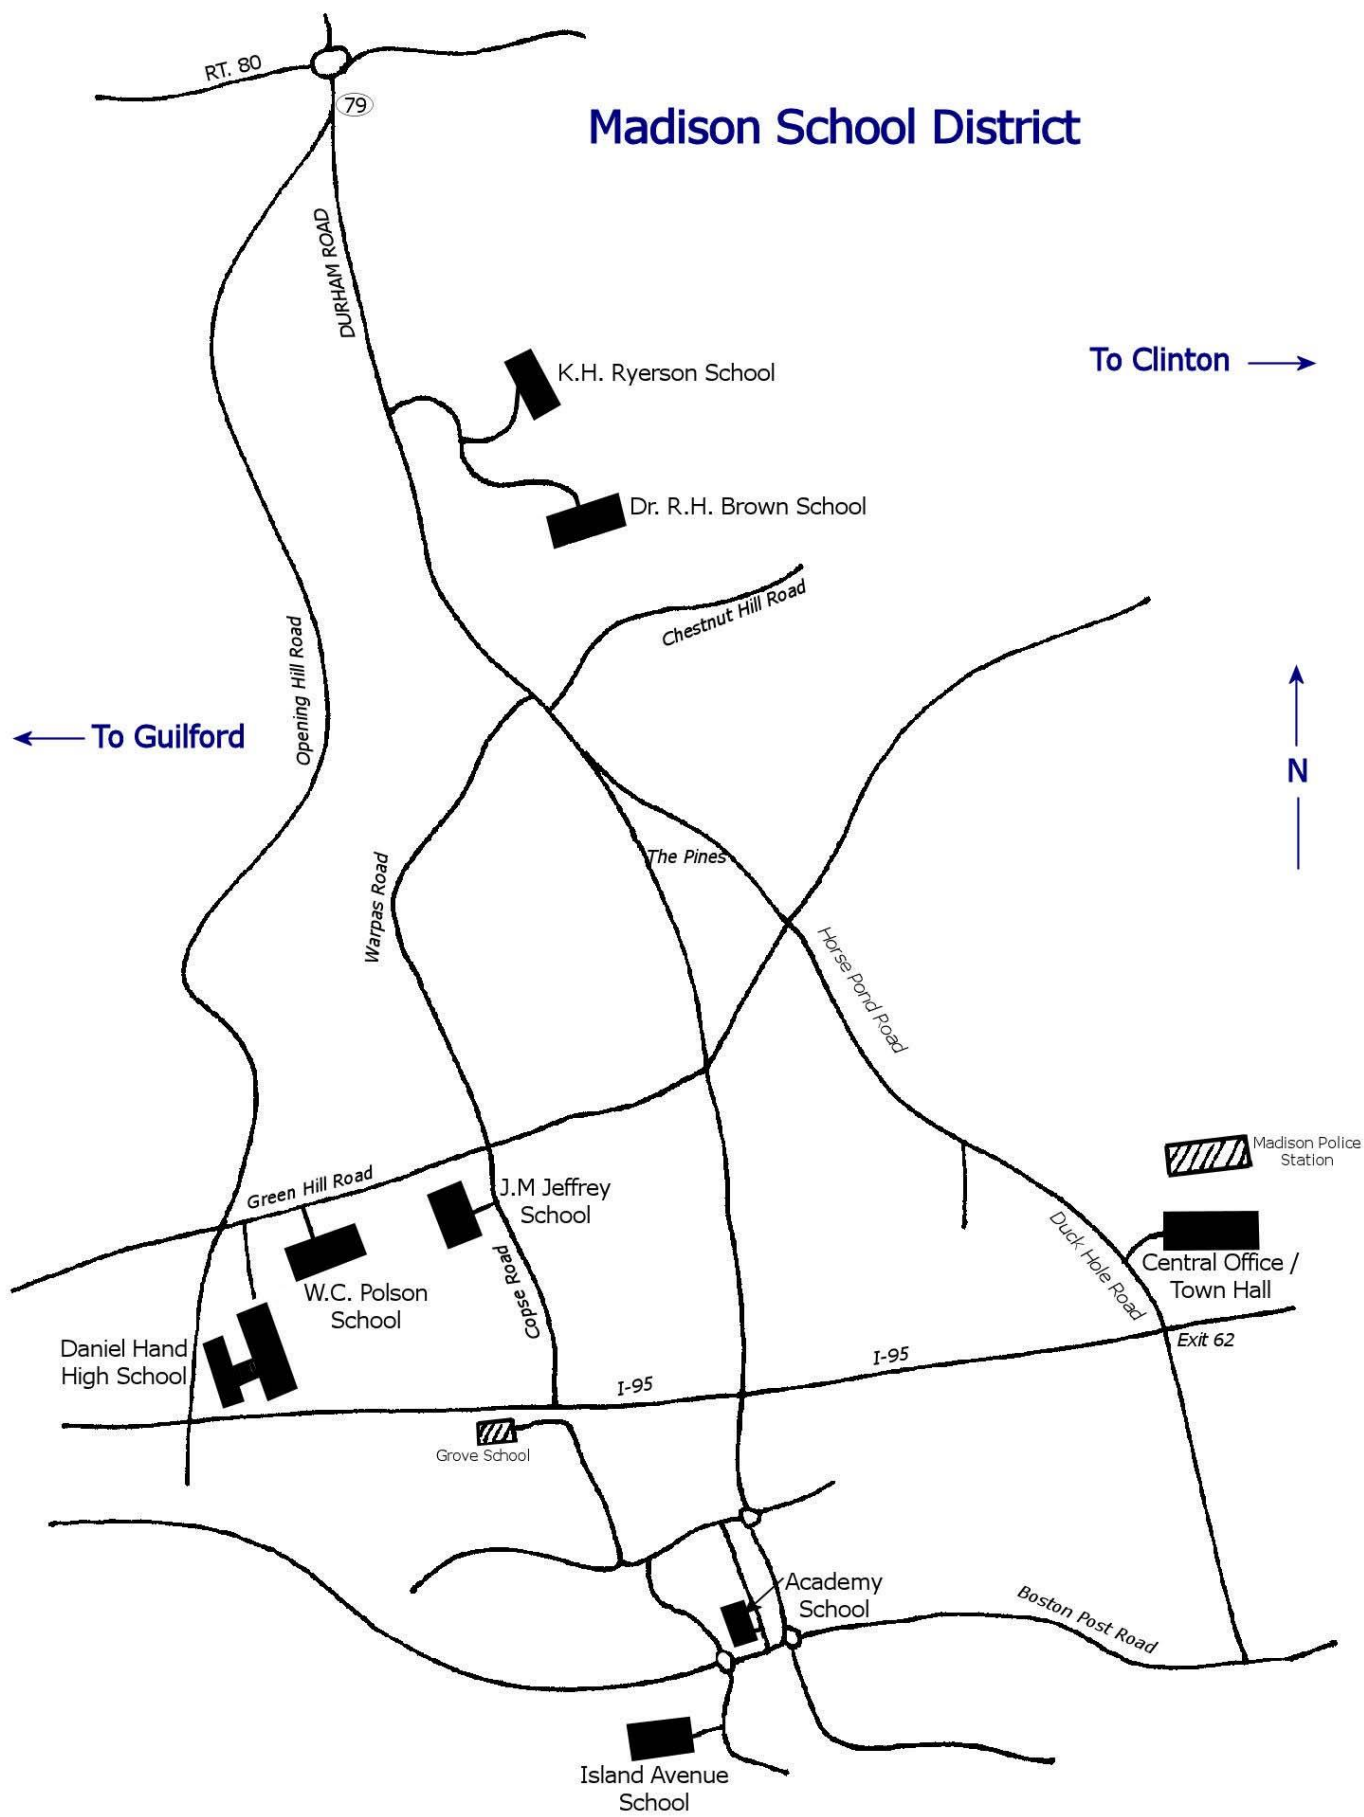 RT. 80
79
Madison School District
DURHAM ROAD
To Clinton
K.H. Ryerson School
Dr. R.H. Brown School
Chestnut Hill Road
Opening Hill Road
To Guilford
N
The Pines
Warpas Road
Horse Pond Road
Madison Police
Station
Green Hill Road
J.M Jeffrey
School
Duck Hole Road
Central Office /
Town Hall
Copse Road
W.C. Polson
School
Daniel Hand
High School
Exit 62
I-95
I-95
Grove School
Academy
School
Boston Post Road
Island Avenue
School